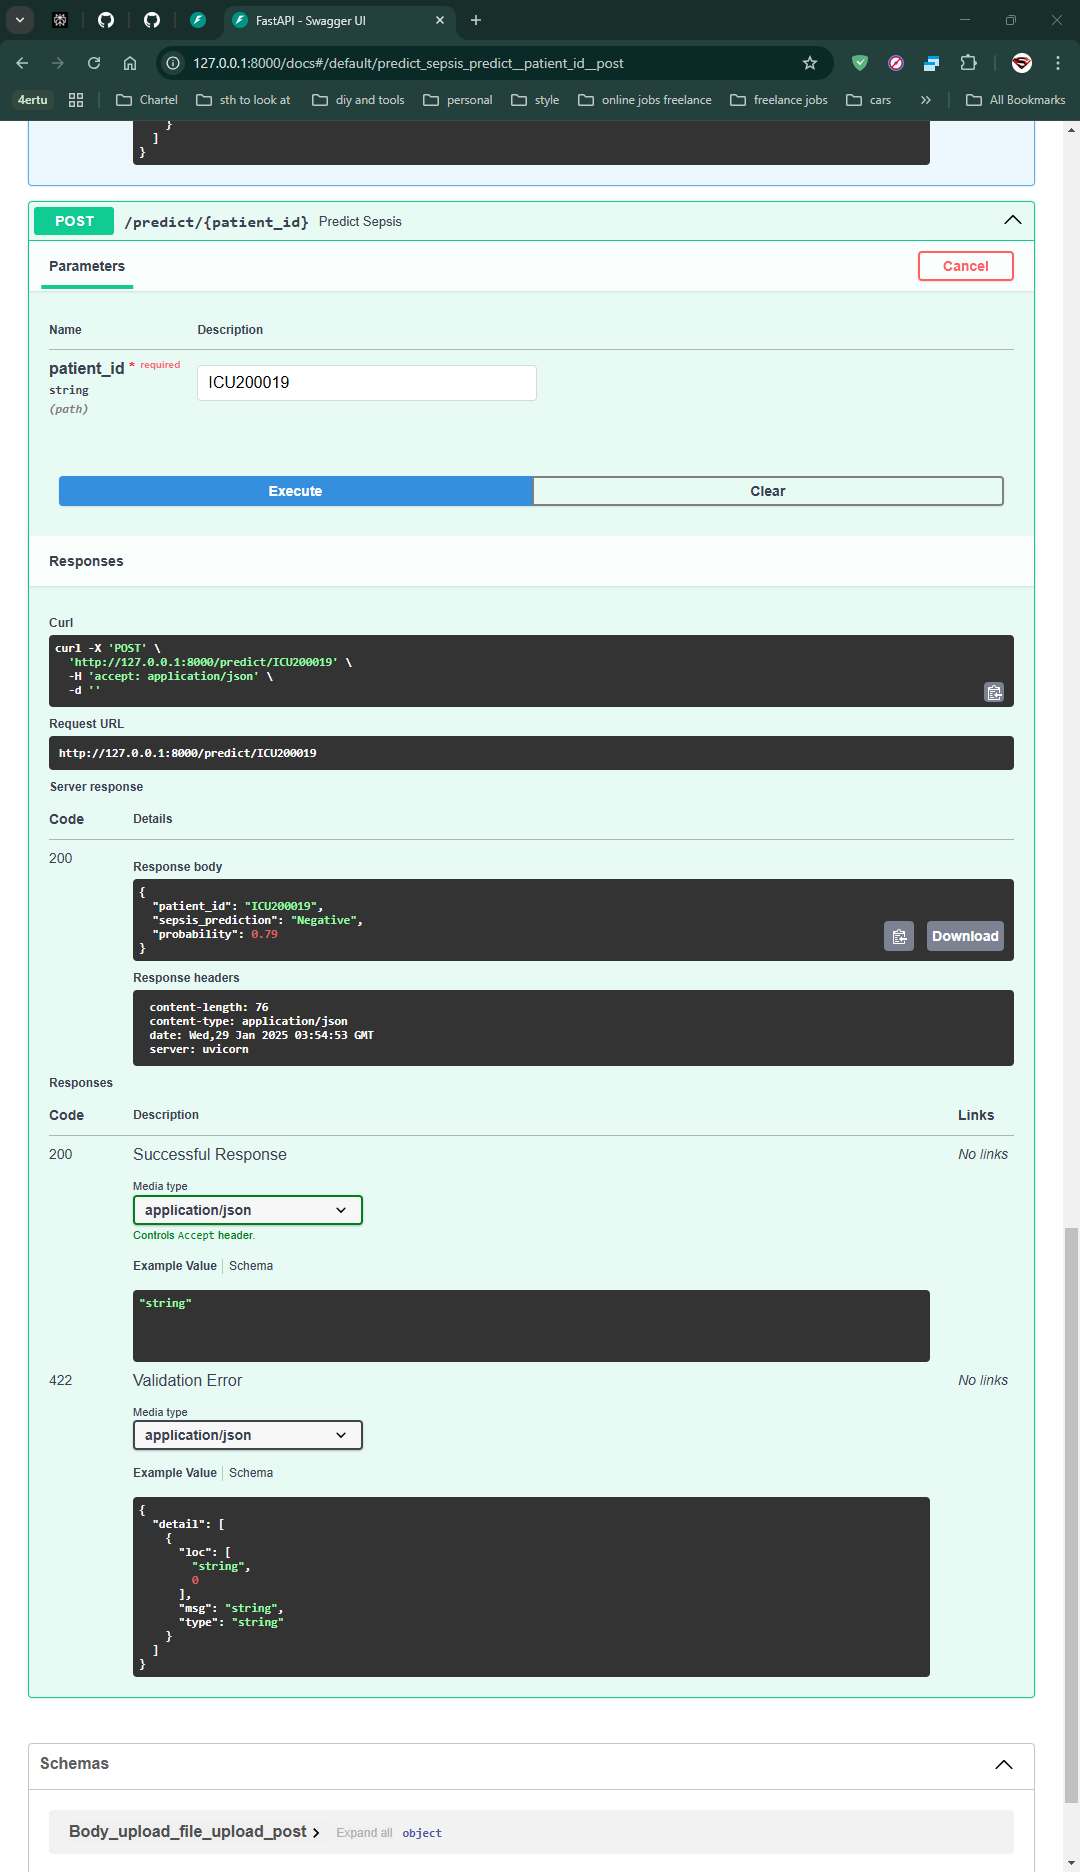 FastAPI - Swagger UI
127.0.0.1:8000/docs#/default/predict_sepsis_predict__patient_id__post
4ertu
Chartel
sth to look at
diy and tools
personal
style
online jobs freelance
freelance jobs
cars
»
All Bookmarks
}
]
}
POST /predict/{patient_id} Predict Sepsis
Parameters
Cancel
Name Description
patient_id * required
string
(path)
ICU200019
Execute
Clear
Responses
Curl
curl -X 'POST' \
'http://127.0.0.1:8000/predict/ICU200019' \
-H 'accept: application/json' \
-d ''
Request URL
http://127.0.0.1:8000/predict/ICU200019
Server response
Code Details
200
Response body
{
"patient_id": "ICU200019",
"sepsis_prediction": "Negative",
"probability": 0.79
}
Download
Response headers
content-length: 76
content-type: application/json
date: Wed,29 Jan 2025 03:54:53 GMT
server: uvicorn
Responses
Code Description Links
200 Successful Response No links
Media type
application/json
Controls Accept header.
Example Value Schema
"string"
422 Validation Error No links
Media type
application/json
Example Value Schema
{
"detail": [
{
"loc": [
"string",
0
],
"msg": "string",
"type": "string"
}
]
}
Schemas
Body_upload_file_upload_post Expand all object